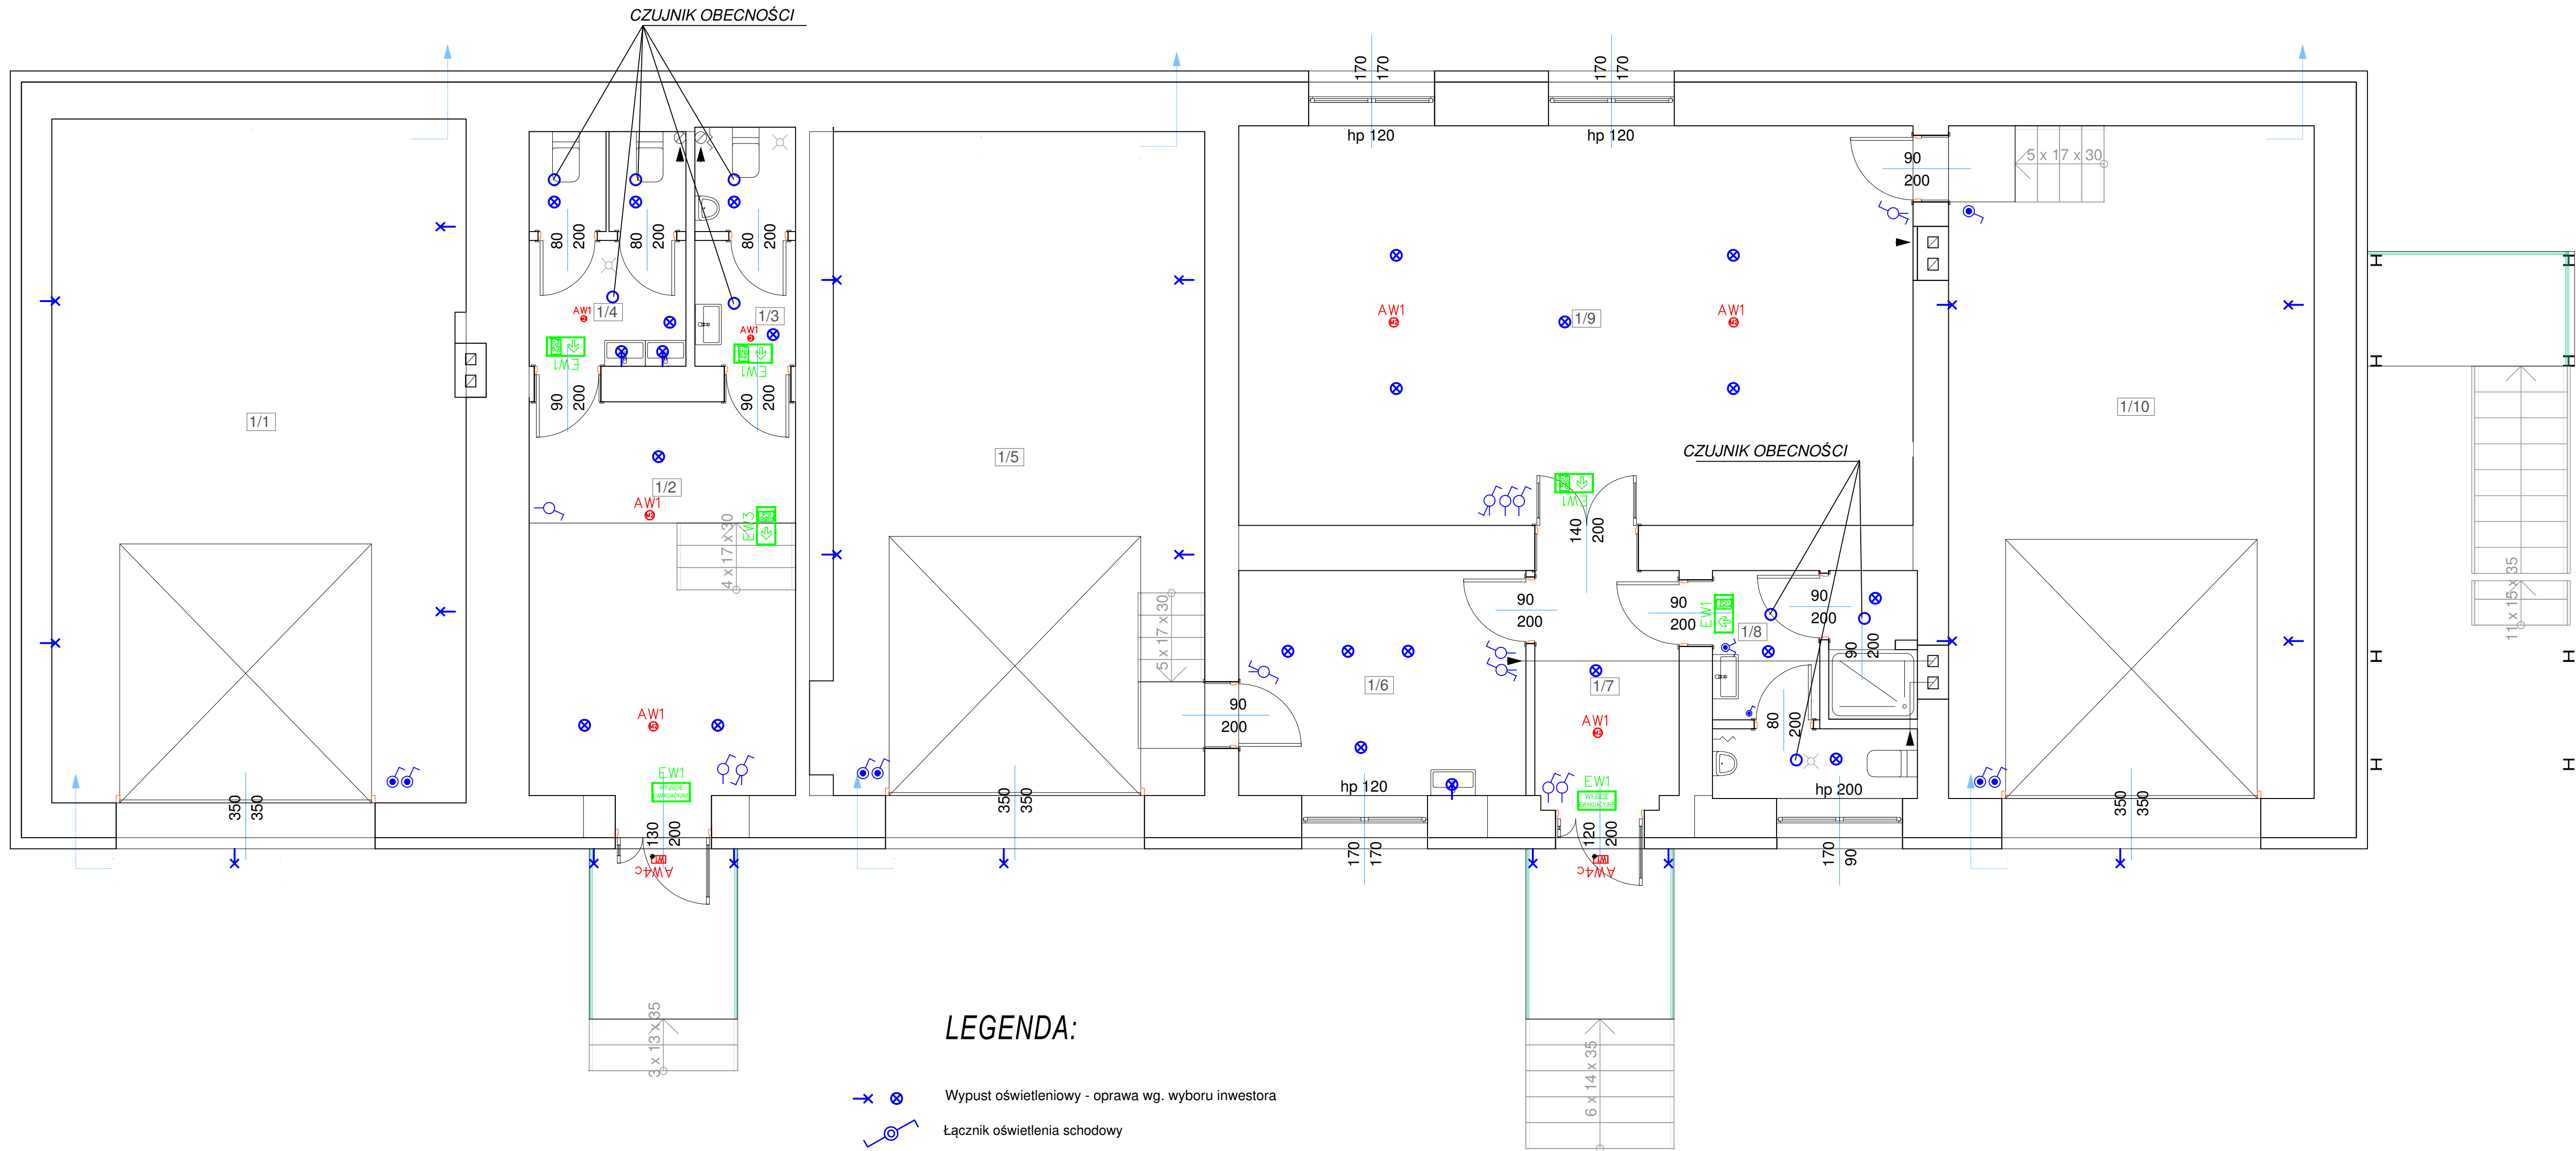 CZUJNIK OBECNOŚCI
170
170
170
170
hp 120
hp 120
90
200
5 x 17 x 30
80
200
80
200
80
200
AW1
1/4
1/3
AW1
EW1
EW1
AW1
AW1
1/9
90
200
90
200
1/1
1/5
1/10
CZUJNIK OBECNOŚCI
1/2
AW1
EW3
4 x 17 x 30
EW1
140
200
5 x 17 x 30
90
200
90
200
EW1
1/8
90
200
90
200
11 x 15 x 35
1/6
1/7
90
200
AW1
AW1
80
200
EW1
WYJŚCIE
EWAKUACYJNE
EW1
WYJŚCIE
EWAKUACYJNE
hp 120
hp 200
350
350
130
200
350
350
170
170
120
200
170
90
350
350
AW4c
AW4c
3 x 13 x 35
6 x 14 x 35
LEGENDA:
Wypust oświetleniowy - oprawa wg. wyboru inwestora
Łącznik oświetlenia schodowy